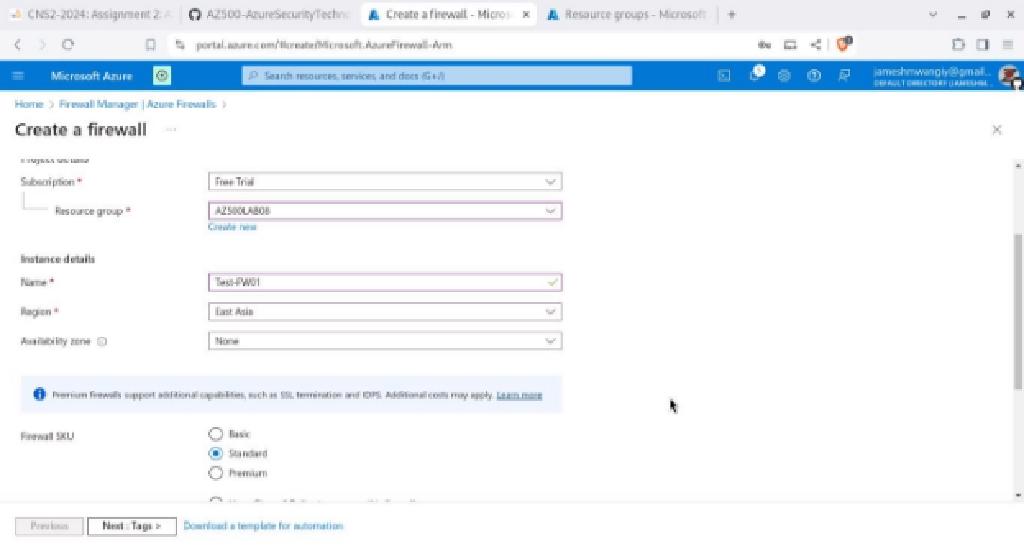 CNS2-2024: Assignment 2: A
AZ500-AzureSecurityTechno
Create a firewall - Micros
Resource groups - Microsoft
portal.azure.com/#create/Microsoft.AzureFirewall-Arm
Microsoft Azure
Search resources, services, and docs (G+/)
jameshmwangiy@gmail...
DEFAULT DIRECTORY (JAMESHM...
Home > Firewall Manager | Azure Firewalls >
Create a firewall ...
Project details
Subscription *
Free Trial
Resource group *
AZ500LAB08
Create new
Instance details
Name *
Test-FW01
Region *
East Asia
Availability zone
None
Premium firewalls support additional capabilities, such as SSL termination and IDPS. Additional costs may apply. Learn more
Firewall SKU
Basic
Standard
Premium
Previous
Next : Tags >
Download a template for automation